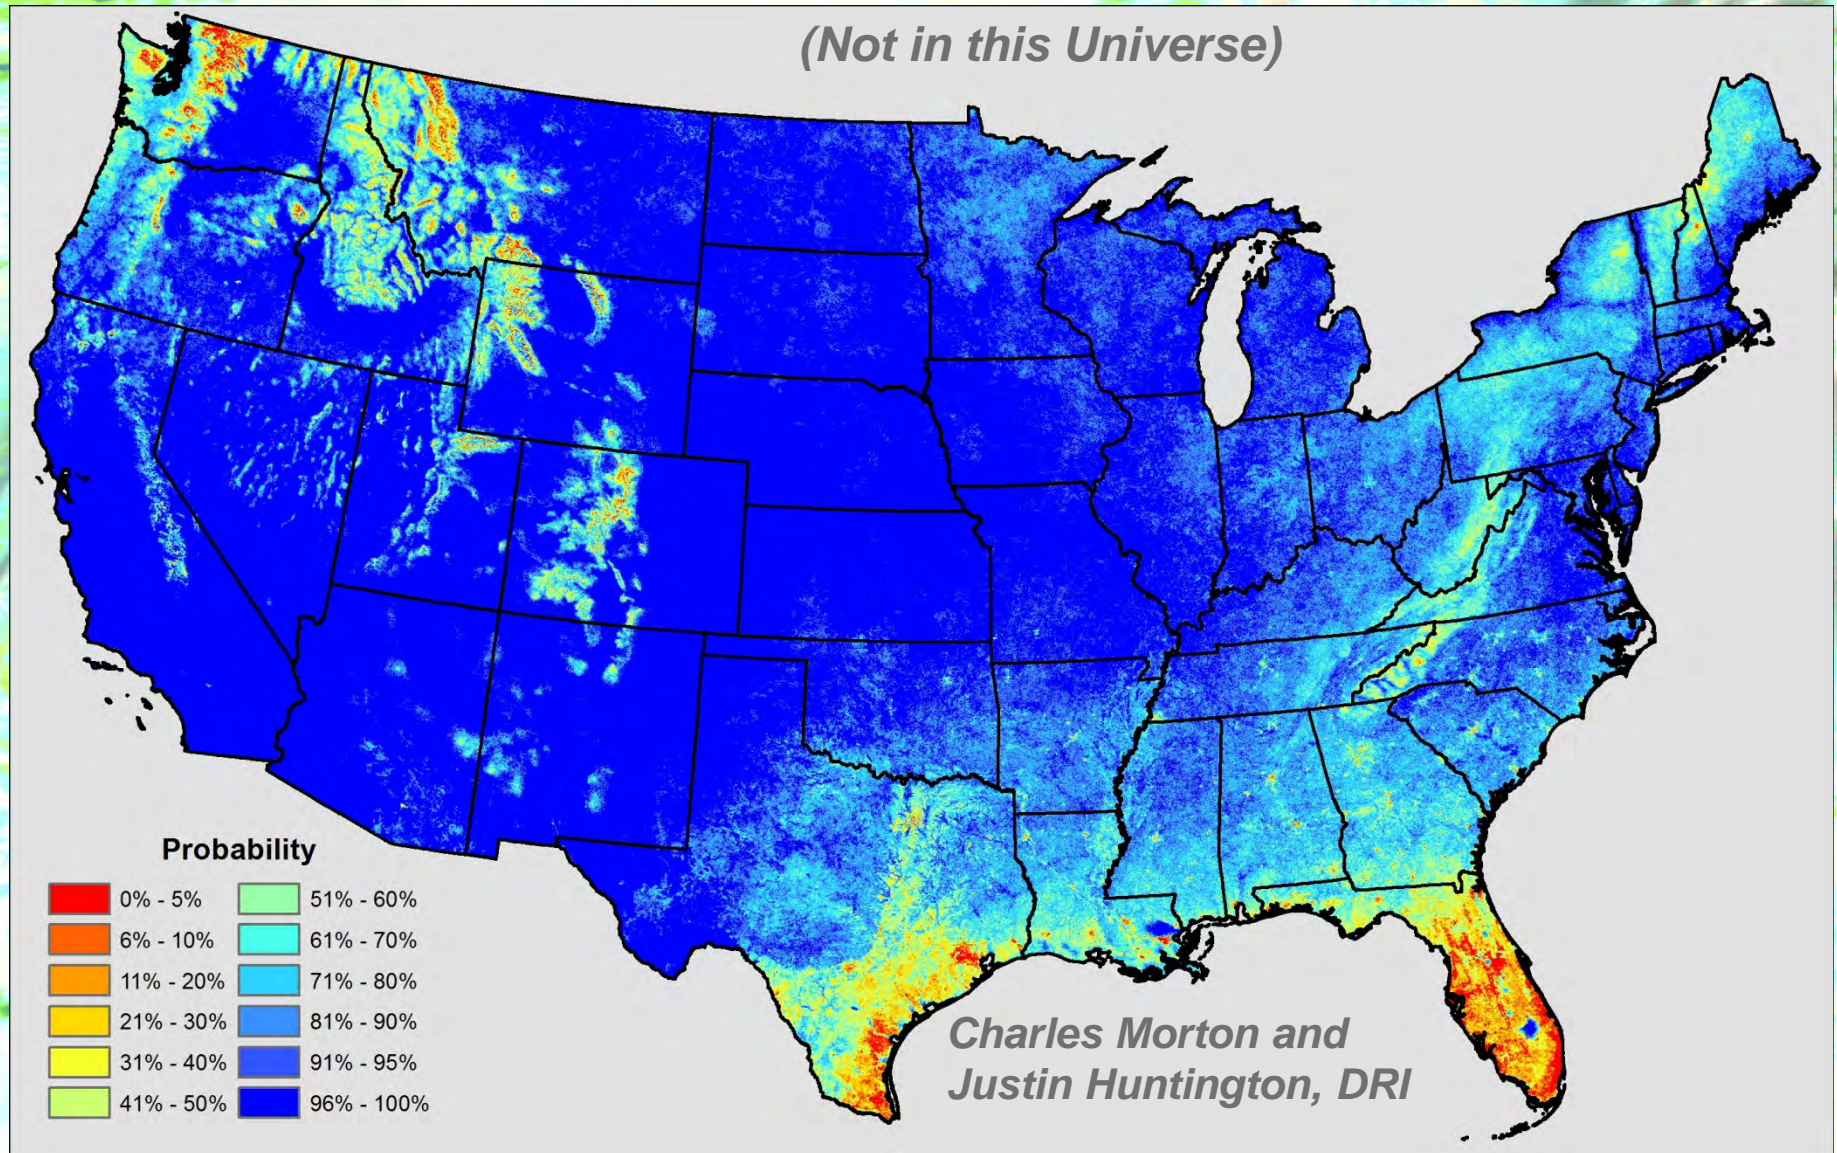 (Not in this Universe)
Probability
0% - 5%
6% - 10%
11% - 20%
21% - 30%
31% - 40%
41% - 50%
51% - 60%
61% - 70%
71% - 80%
81% - 90%
91% - 95%
96% - 100%
Charles Morton and
Justin Huntington, DRI